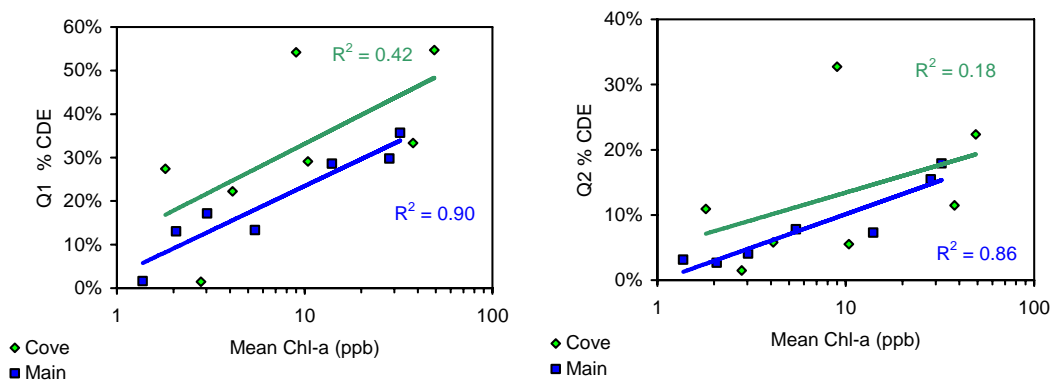 60%
50%
40%
30%
20%
10%
0%
Q1 % CDE
R² = 0.42
R² = 0.90
1
10
100
Mean Chl-a (ppb)
Cove
Main
40%
30%
20%
10%
0%
Q2 % CDE
R² = 0.18
R² = 0.86
1
10
100
Mean Chl-a (ppb)
Cove
Main